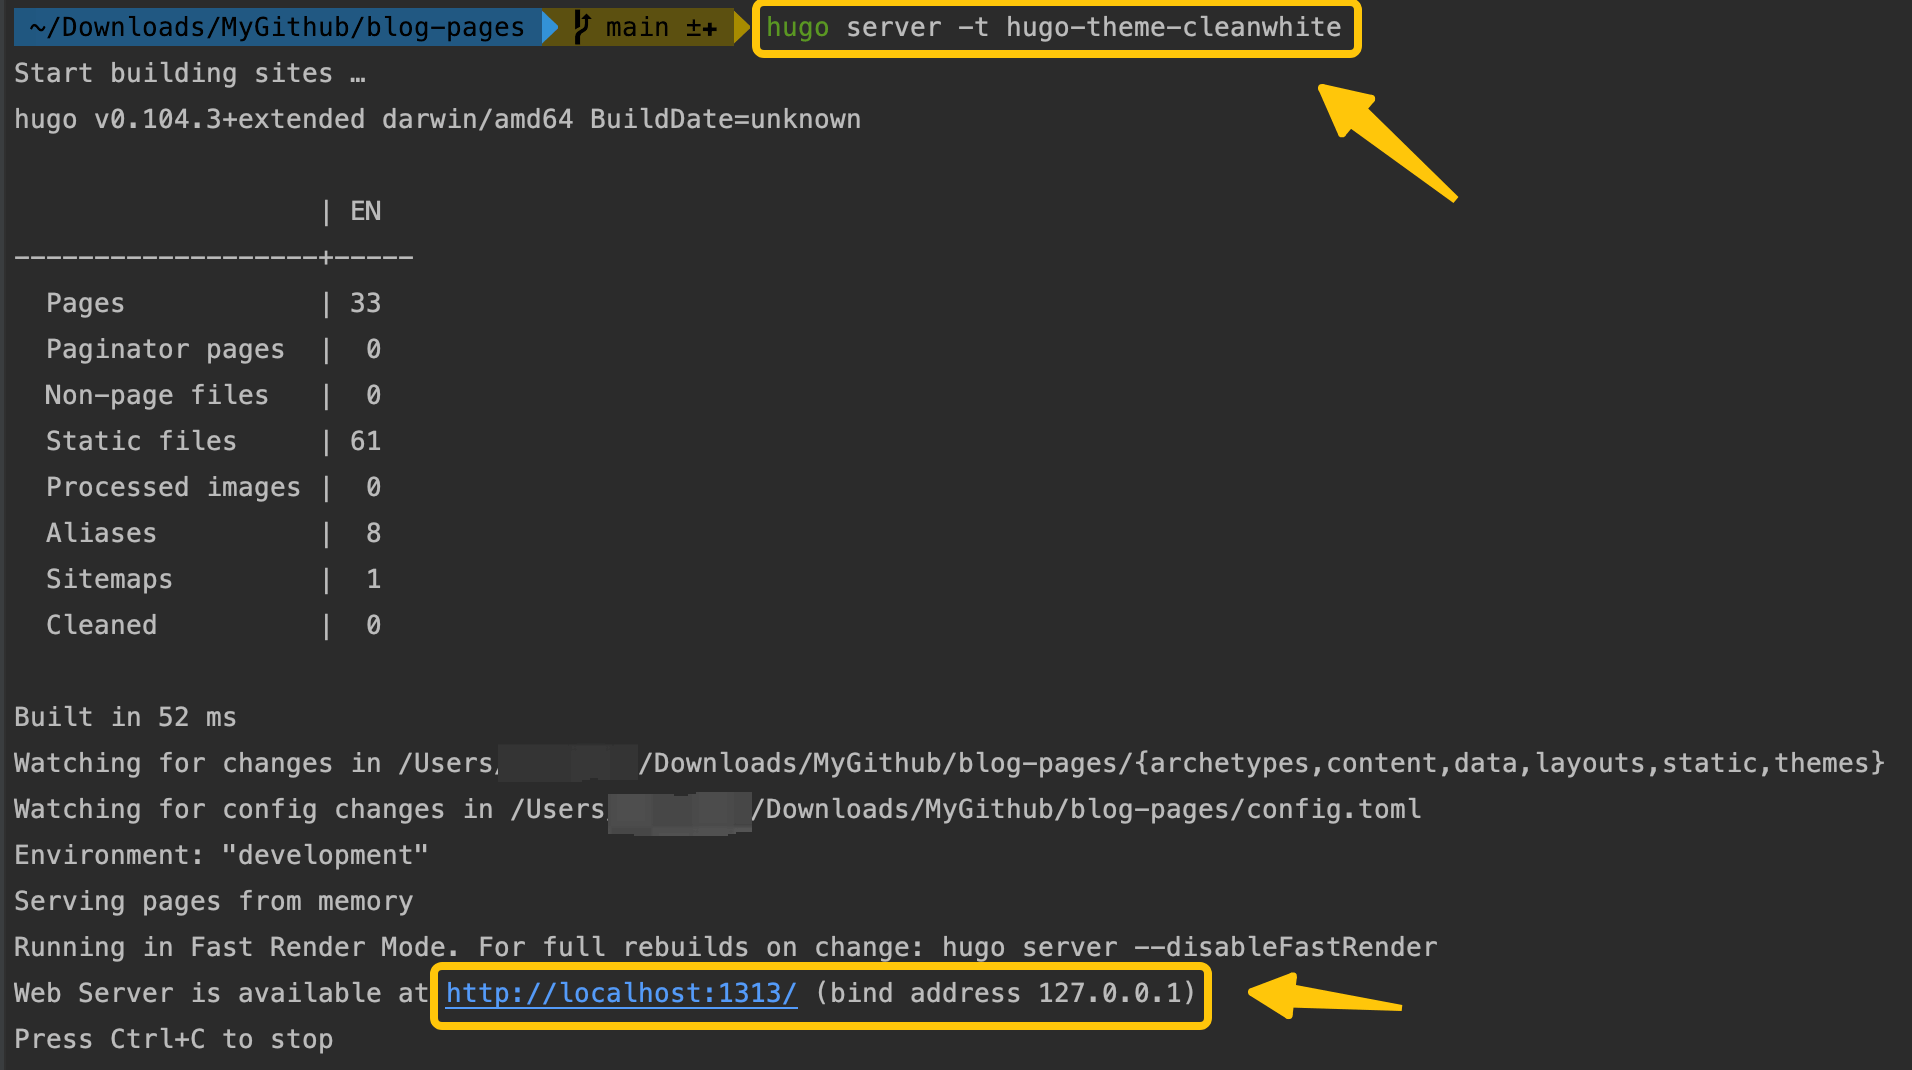 ~/Downloads/MyGithub/blog-pages main ±✚ hugo server -t hugo-theme-cleanwhite
Start building sites …
hugo v0.104.3+extended darwin/amd64 BuildDate=unknown
| EN
-------------------+-----
Pages | 33
Paginator pages | 0
Non-page files | 0
Static files | 61
Processed images | 0
Aliases | 8
Sitemaps | 1
Cleaned | 0
Built in 52 ms
Watching for changes in /Users/ /Downloads/MyGithub/blog-pages/{archetypes,content,data,layouts,static,themes}
Watching for config changes in /Users/ /Downloads/MyGithub/blog-pages/config.toml
Environment: "development"
Serving pages from memory
Running in Fast Render Mode. For full rebuilds on change: hugo server --disableFastRender
Web Server is available at http://localhost:1313/ (bind address 127.0.0.1)
Press Ctrl+C to stop